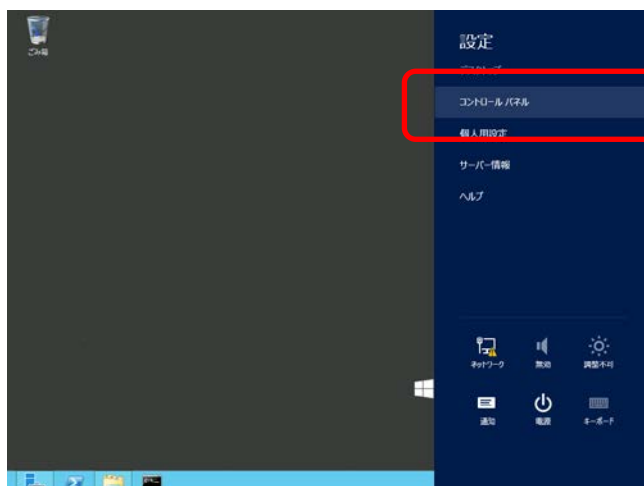 ごみ箱
設定
デスクトップ
コントロール パネル
個人用設定
サーバー情報
ヘルプ
ネットワーク
無効
調整不可
通知
電源
キーボード